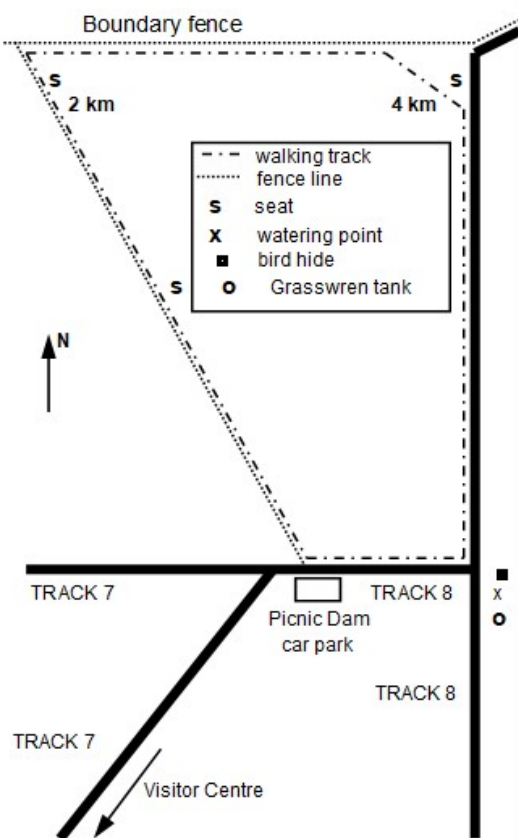 Boundary fence
s
s
2 km
4 km
walking track
fence line
s seat
x watering point
bird hide
o Grasswren tank
s
N
TRACK 7
TRACK 8
x
Picnic Dam
car park
o
TRACK 8
TRACK 7
Visitor Centre